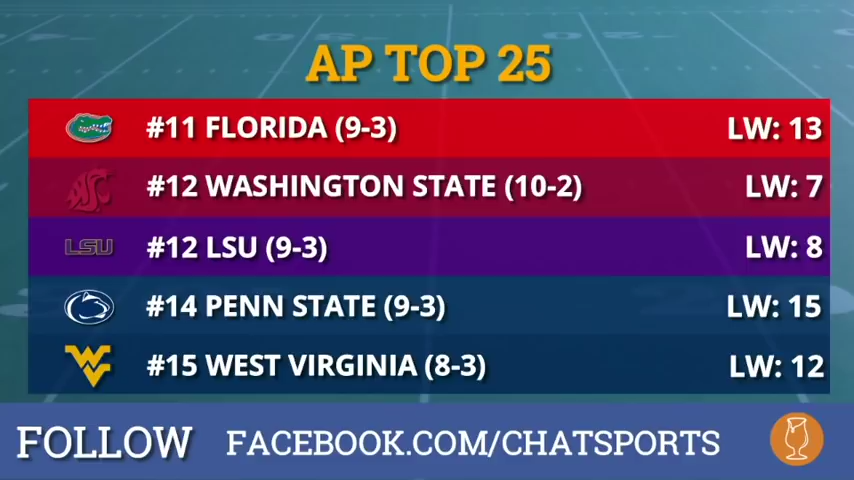 AP TOP 25
#11 FLORIDA (9-3) LW: 13
#12 WASHINGTON STATE (10-2) LW: 7
LSU #12 LSU (9-3) LW: 8
#14 PENN STATE (9-3) LW: 15
#15 WEST VIRGINIA (8-3) LW: 12
FOLLOW FACEBOOK.COM/CHATSPORTS